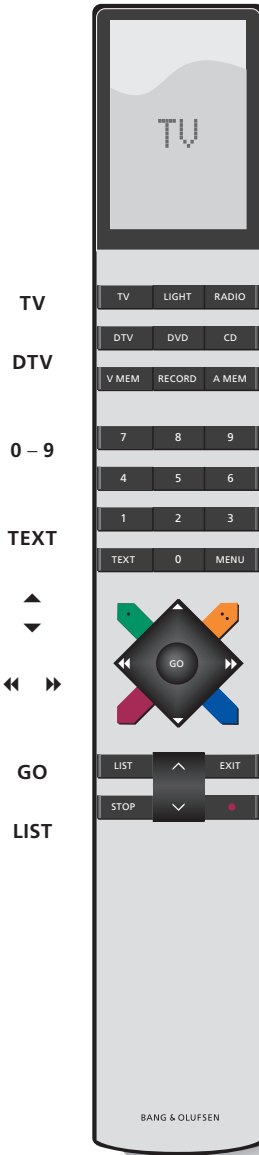 TV
TV
TV LIGHT RADIO
DTV
DTV DVD CD
V MEM RECORD A MEM
0 – 9
7 8 9
4 5 6
1 2 3
TEXT
TEXT 0 MENU
GO
GO
LIST EXIT
LIST
STOP
BANG & OLUFSEN